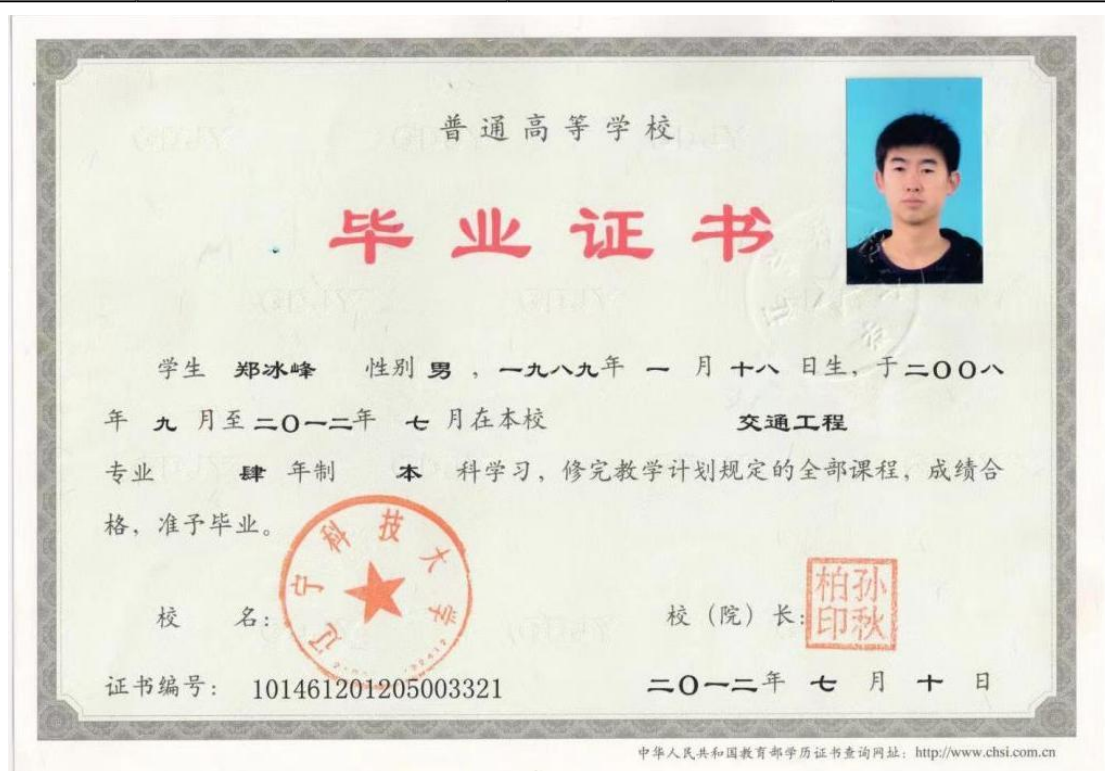 普通高等学校
毕业证书
学生 郑冰峰 性别 男 ，一九八九年 一 月 十八 日生，于二〇〇八
年 九 月至二〇一二年 七 月在本校 交通工程
专业 肆 年制 本 科学习，修完教学计划规定的全部课程，成绩合
格，准予毕业。
辽宁科技大学
校 名：
校（院）长：
孙秋柏印
证书编号： 101461201205003321
二〇一二年 七 月 十 日
中华人民共和国教育部学历证书查询网址：http://www.chsi.com.cn